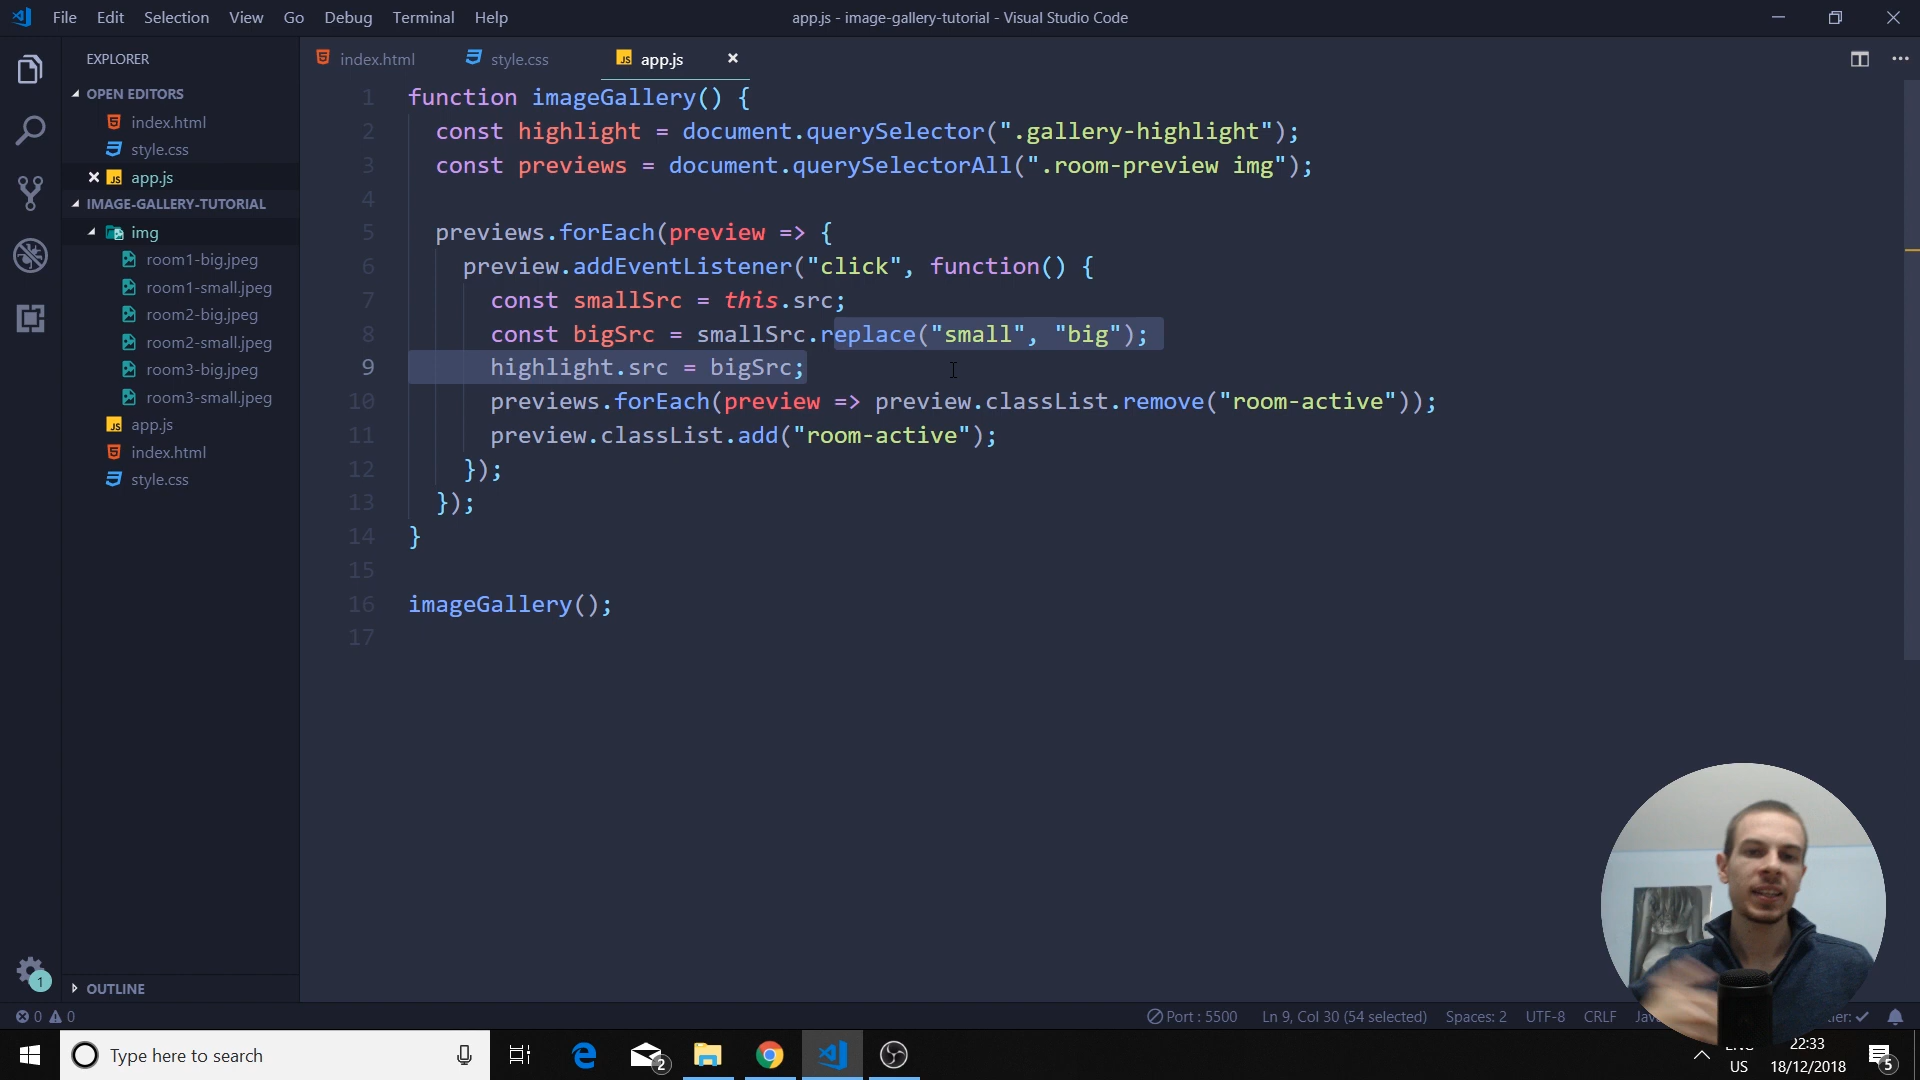 File Edit Selection View Go Debug Terminal Help
app.js - image-gallery-tutorial - Visual Studio Code
EXPLORER
OPEN EDITORS
index.html
style.css
app.js
IMAGE-GALLERY-TUTORIAL
img
room1-big.jpeg
room1-small.jpeg
room2-big.jpeg
room2-small.jpeg
room3-big.jpeg
room3-small.jpeg
app.js
index.html
style.css
OUTLINE
index.html style.css app.js
1 function imageGallery() {
2 const highlight = document.querySelector(".gallery-highlight");
3 const previews = document.querySelectorAll(".room-preview img");
4
5 previews.forEach(preview => {
6 preview.addEventListener("click", function() {
7 const smallSrc = this.src;
8 const bigSrc = smallSrc.replace("small", "big");
9 highlight.src = bigSrc;
10 previews.forEach(preview => preview.classList.remove("room-active"));
11 preview.classList.add("room-active");
12 });
13 });
14 }
15
16 imageGallery();
17
1
0 0
Port : 5500 Ln 9, Col 30 (54 selected) Spaces: 2 UTF-8 CRLF
Type here to search
2
US
22:33
18/12/2018
5